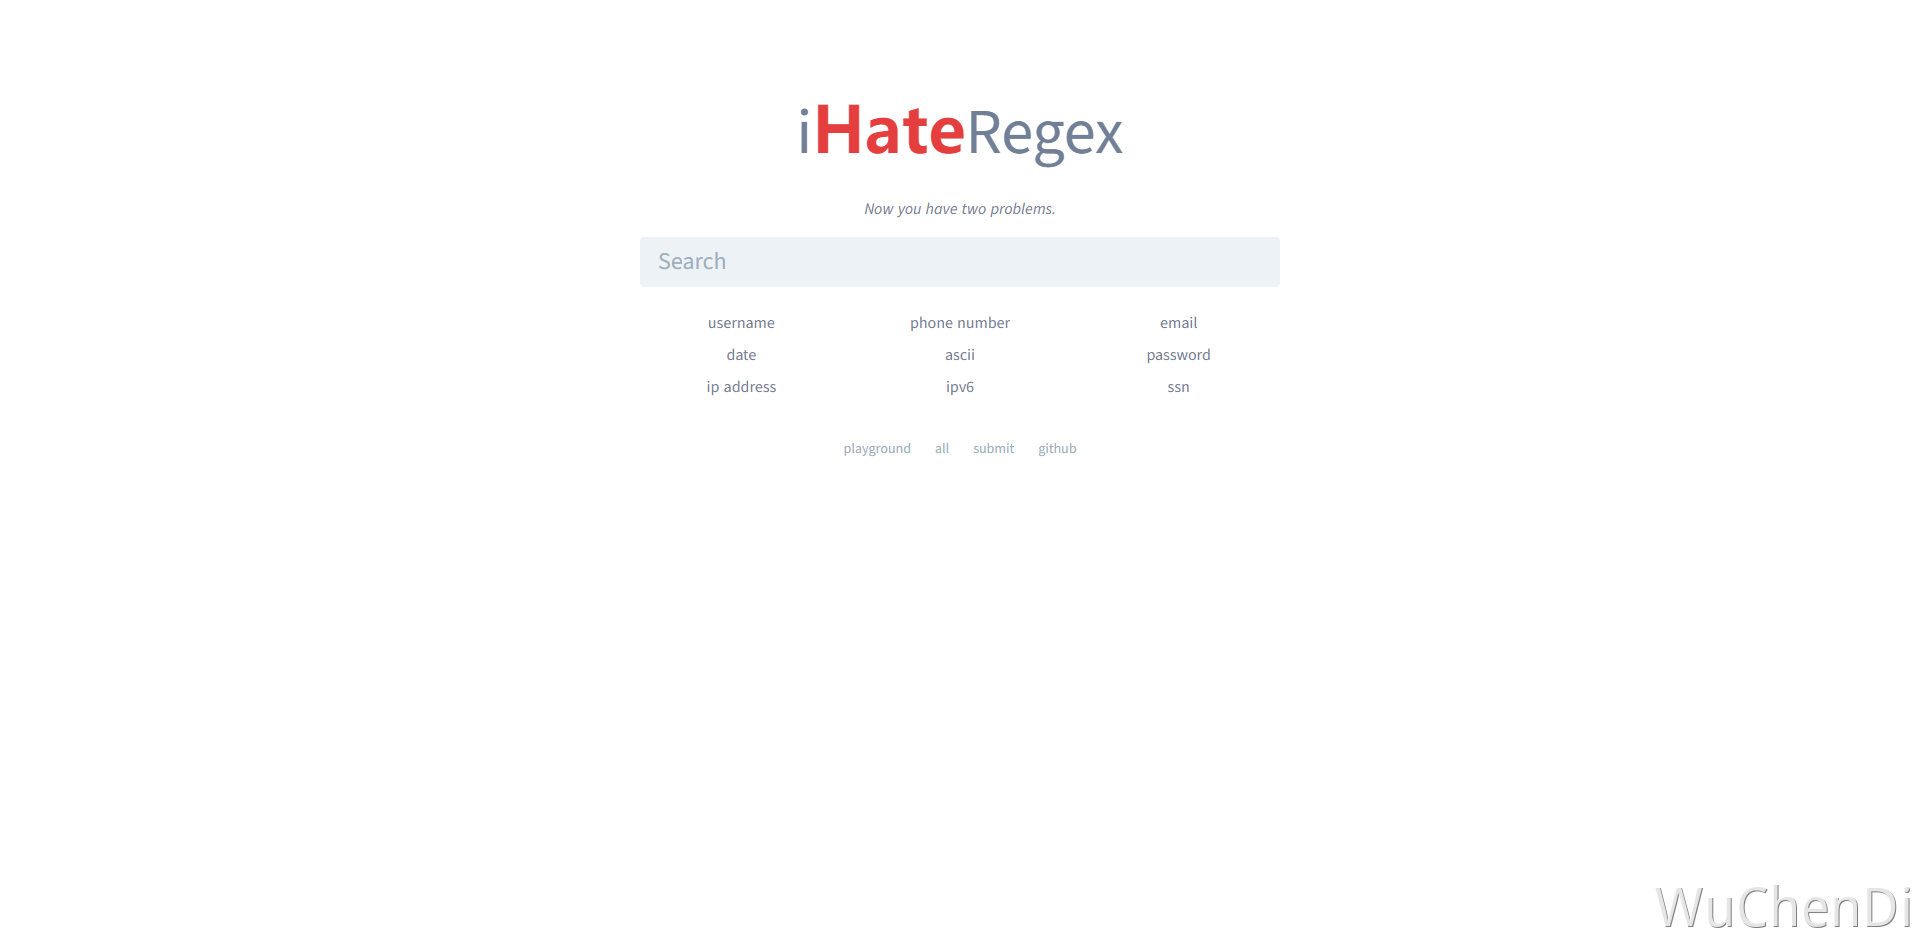 iHateRegex
Now you have two problems.
Search
username phone number email
date ascii password
ip address ipv6 ssn
playground all submit github
WuChenDi